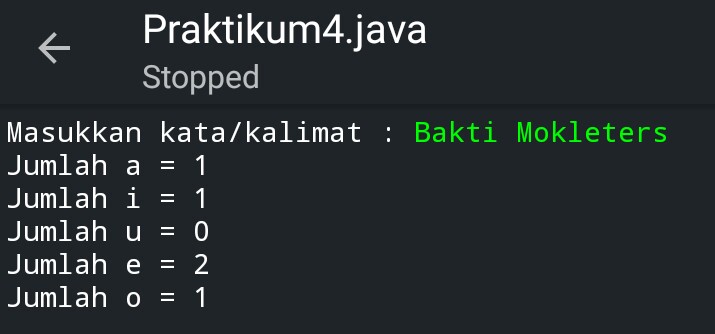 Praktikum4.java
Stopped
Masukkan kata/kalimat : Bakti Mokleters
Jumlah a = 1
Jumlah i = 1
Jumlah u = 0
Jumlah e = 2
Jumlah o = 1